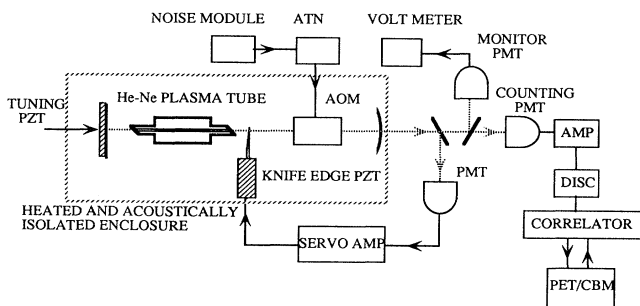 NOISE MODULE
ATN
VOLT METER
MONITOR
PMT
COUNTING
PMT
TUNING
PZT
He-Ne PLASMA TUBE
AOM
AMP
KNIFE EDGE PZT
PMT
DISC
HEATED AND ACOUSTICALLY
ISOLATED ENCLOSURE
SERVO AMP
CORRELATOR
PET/CBM